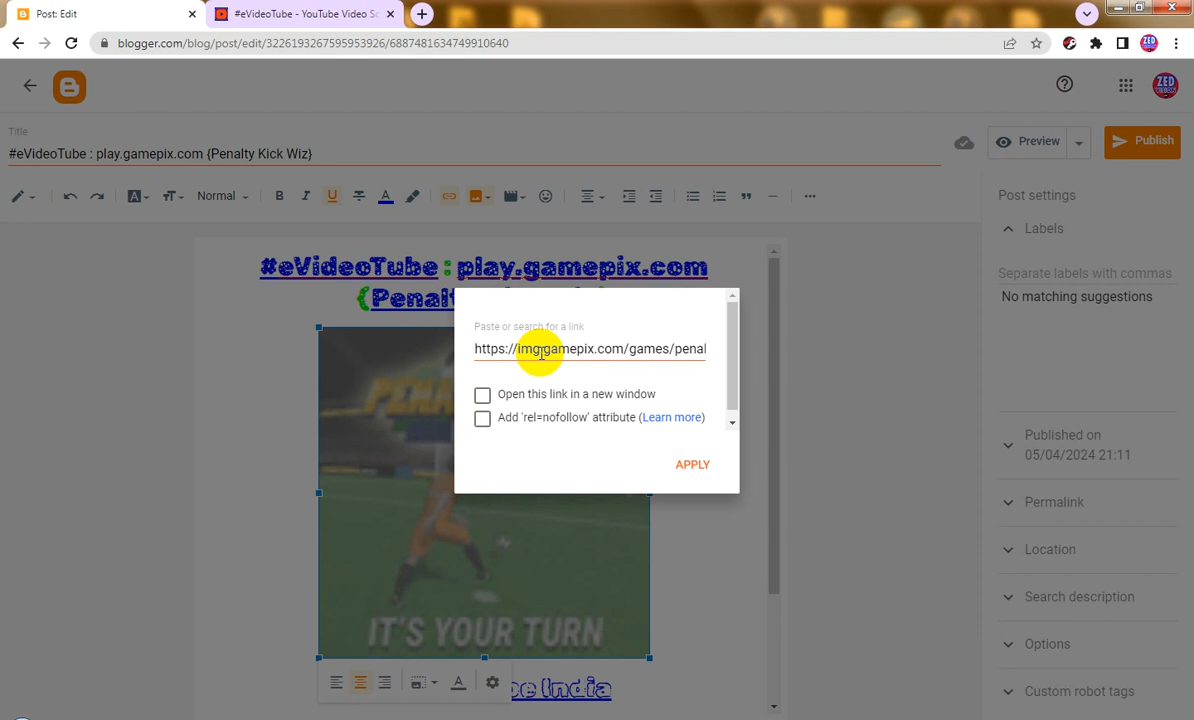 Post: Edit
#eVideoTube - YouTube Video S
blogger.com/blog/post/edit/3226193267595953926/6887481634749910640
ZED
Title
#eVideoTube : play.gamepix.com {Penalty Kick Wiz}
Preview
Publish
Normal
Post settings
Labels
Separate labels with commas
No matching suggestions
#eVideoTube : play.gamepix.com
{Penal
Paste or search for a link
https://img.gamepix.com/games/penal
Open this link in a new window
Add 'rel=nofollow' attribute (Learn more)
APPLY
PENA
IT'S YOUR TURN
be India
Published on
05/04/2024 21:11
Permalink
Location
Search description
Options
Custom robot tags